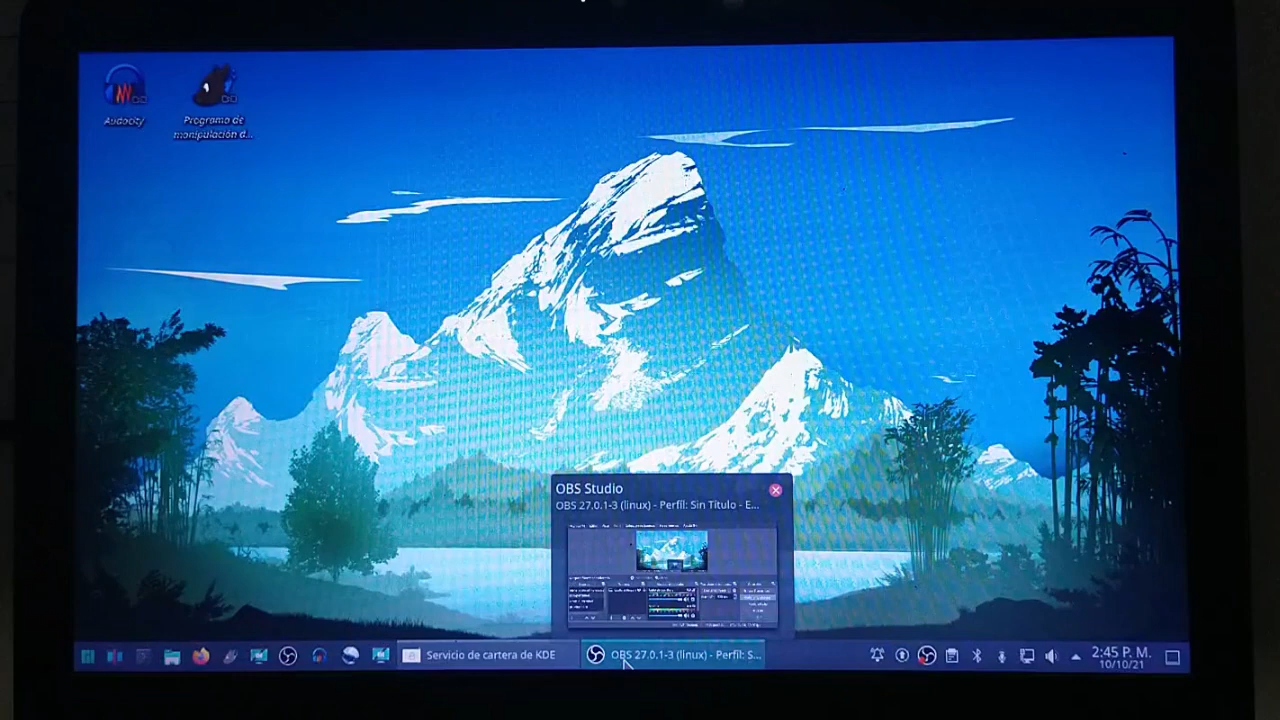 Audacity
Programa de
manipulación d...
OBS Studio
OBS 27.0.1-3 (linux) - Perfil: Sin Título - E...
Servicio de cartera de KDE
OBS 27.0.1-3 (linux) - Perfil: S...
2:45 P. M.
10/10/21